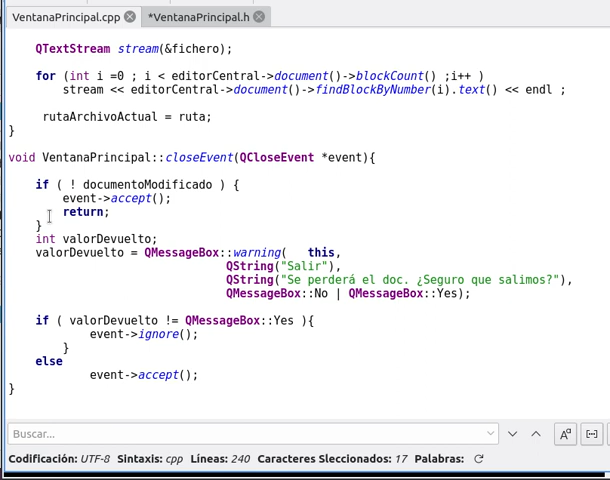 VentanaPrincipal.cpp *VentanaPrincipal.h
QTextStream stream(&fichero);
for (int i =0 ; i < editorCentral->document()->blockCount() ;i++ )
stream << editorCentral->document()->findBlockByNumber(i).text() << endl ;
rutaArchivoActual = ruta;
}
void VentanaPrincipal::closeEvent(QCloseEvent *event){
if ( ! documentoModificado ) {
event->accept();
return;
}
int valorDevuelto;
valorDevuelto = QMessageBox::warning( this,
QString("Salir"),
QString("Se perderá el doc. ¿Seguro que salimos?"),
QMessageBox::No | QMessageBox::Yes);
if ( valorDevuelto != QMessageBox::Yes ){
event->ignore();
}
else
event->accept();
}
Buscar...
Codificación: UTF-8 Sintaxis: cpp Líneas: 240 Caracteres Sleccionados: 17 Palabras: